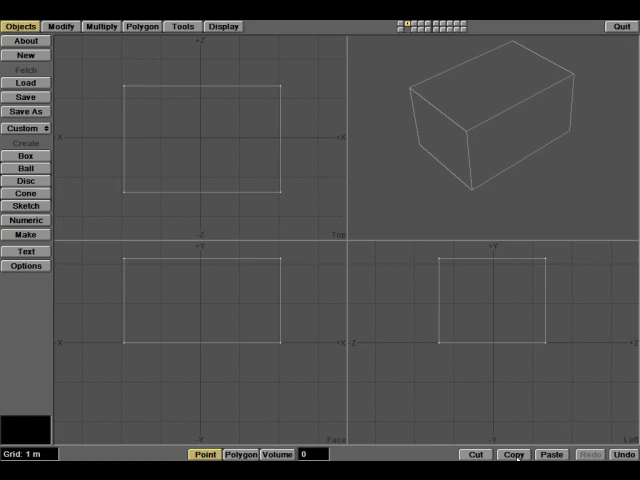 Objects Modify Multiply Polygon Tools Display Quit
About
New
Fetch
Load
Save
Save As
Custom
Create
Box
Ball
Disc
Cone
Sketch
Numeric
Make
Text
Options
+Z
-X +X
-Z Top
+Y
-X +X
-Y Face
+Y
-Z +Z
-Y Left
Grid: 1 m Point Polygon Volume 0 Cut Copy Paste Redo Undo